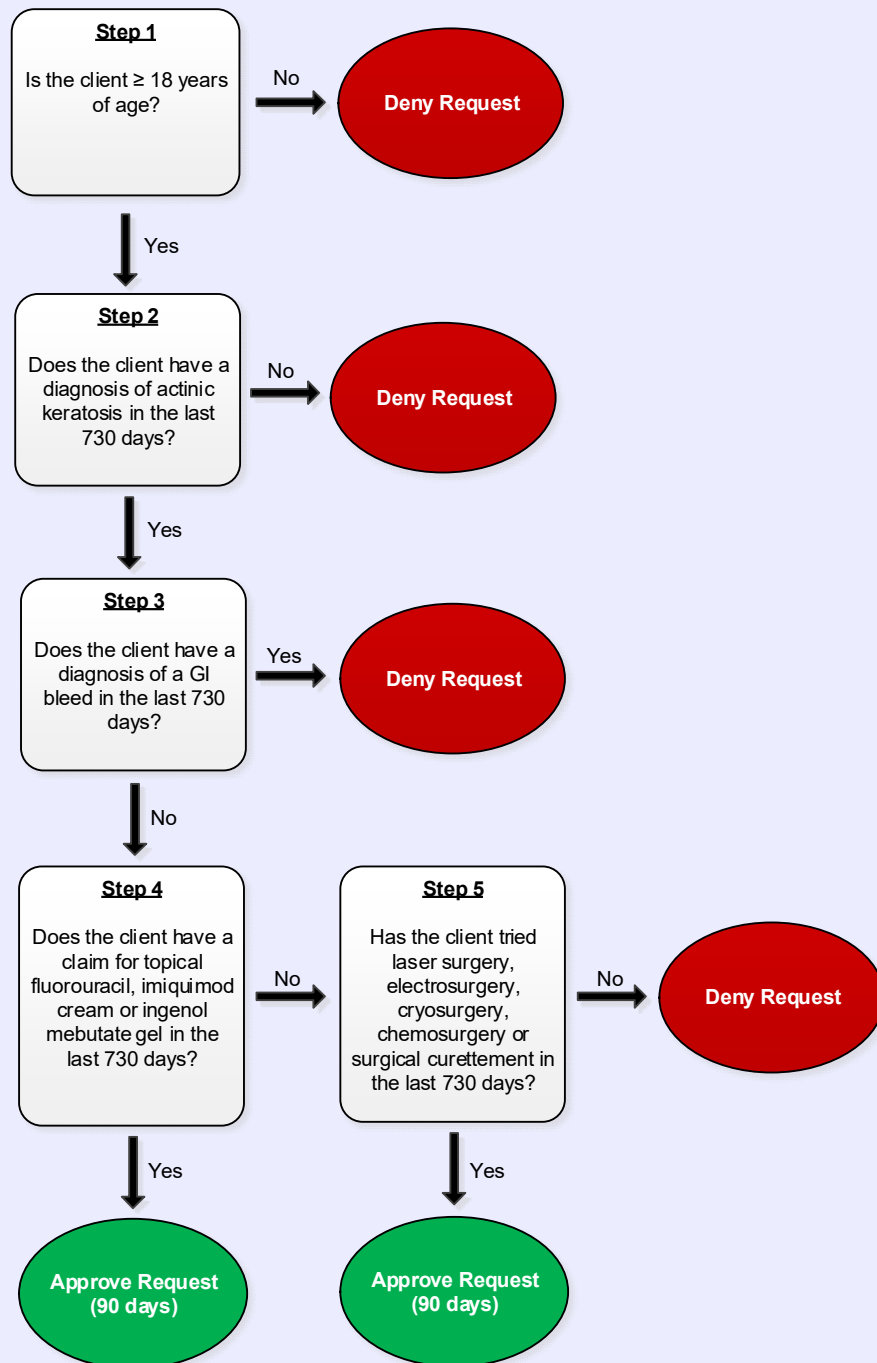 Step 1
Is the client ≥ 18 years
of age?
No
Deny Request
Yes
Step 2
Does the client have a
diagnosis of actinic
keratosis in the last
730 days?
No
Deny Request
Yes
Step 3
Does the client have a
diagnosis of a GI
bleed in the last 730
days?
Yes
Deny Request
No
Step 4
Does the client have a
claim for topical
fluorouracil, imiquimod
cream or ingenol
mebutate gel in the
last 730 days?
No
Step 5
Has the client tried
laser surgery,
electrosurgery,
cryosurgery,
chemosurgery or
surgical curettement in
the last 730 days?
No
Deny Request
Yes
Yes
Approve Request
(90 days)
Approve Request
(90 days)